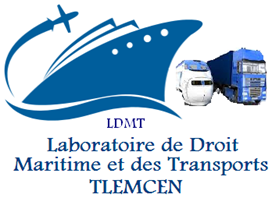 LDMT
Laboratoire de Droit
Maritime et des Transports
TLEMCEN